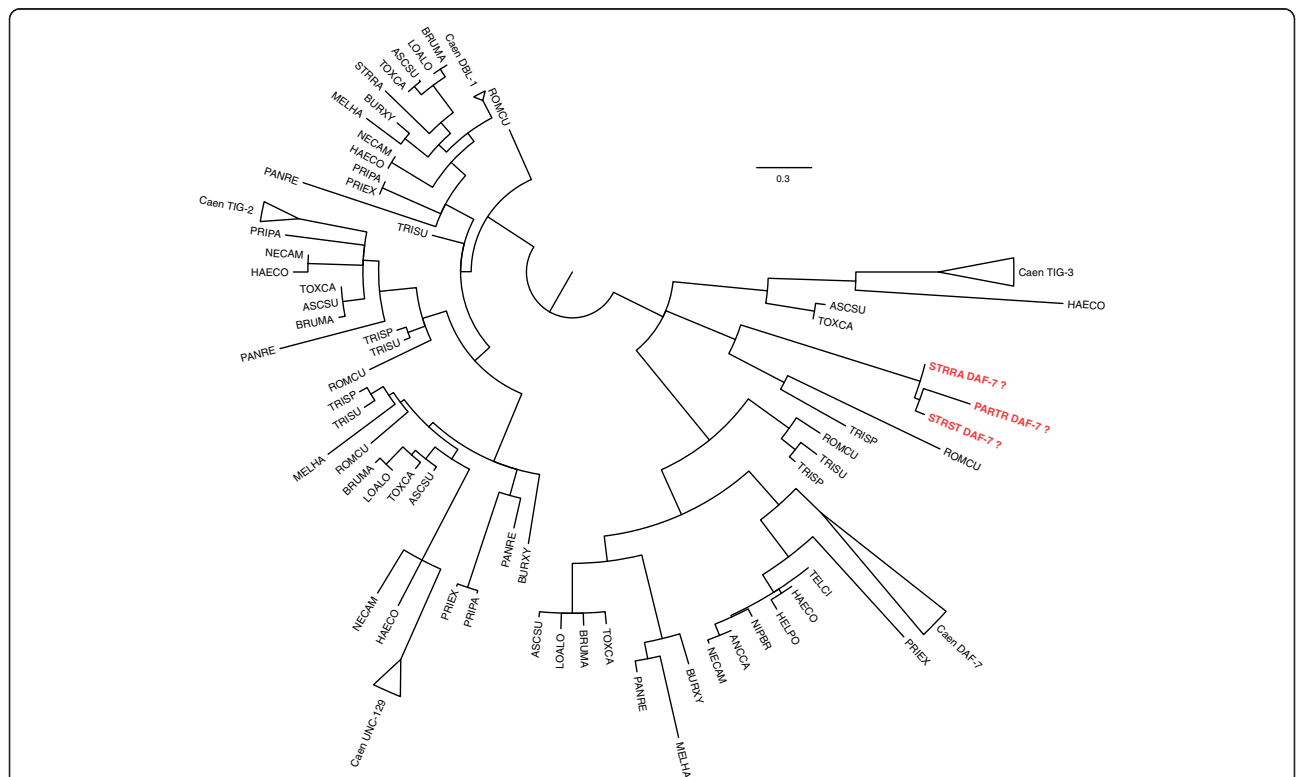 BRUMA
Caen DBL-1
LOALO
ASCSU
TOXCA
STRRA
BURXY
MELHA
ROMCU
NECAM
HAECO
PRIPA
PRIEX
PANRE
TRISU
Caen TIG-2
PRIPA
NECAM
HAECO
TOXCA
ASCSU
BRUMA
PANRE
TRISP
TRISU
ROMCU
TRISP
TRISU
MELHA
ROMCU
BRUMA
LOALO
TOXCA
ASCSU
NECAM
HAECO
Caen UNC-129
PRIEX
PRIPA
PANRE
BURXY
0.3
Caen TIG-3
HAECO
ASCSU
TOXCA
STRRA DAF-7 ?
PARTR DAF-7 ?
STRST DAF-7 ?
TRISP
ROMCU
ROMCU
TRISU
TRISP
Caen DAF-7
PRIEX
TELCI
HAECO
HELPO
NIPBR
ANCCA
NECAM
BURXY
MELHA
PANRE
TOXCA
BRUMA
LOALO
ASCSU